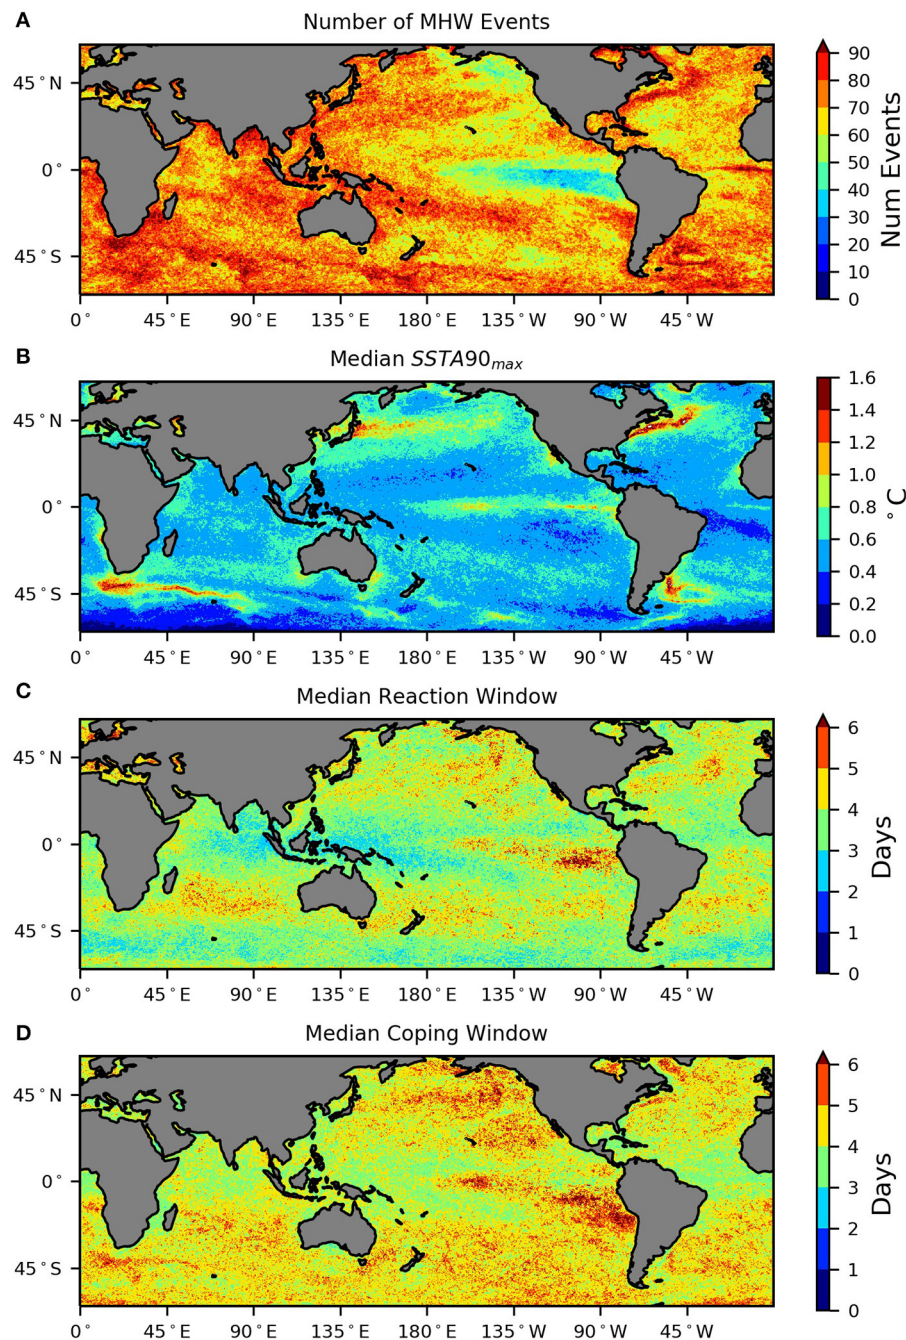 A
Number of MHW Events
45°N
0°
45°S
0° 45°E 90°E 135°E 180°E 135°W 90°W 45°W
90
80
70
60
50
40
30
20
10
0
Num Events
B
Median SSTA90max
45°N
0°
45°S
0° 45°E 90°E 135°E 180°E 135°W 90°W 45°W
1.6
1.4
1.2
1.0
0.8
0.6
0.4
0.2
0.0
°C
C
Median Reaction Window
45°N
0°
45°S
0° 45°E 90°E 135°E 180°E 135°W 90°W 45°W
6
5
4
3
2
1
0
Days
D
Median Coping Window
45°N
0°
45°S
0° 45°E 90°E 135°E 180°E 135°W 90°W 45°W
6
5
4
3
2
1
0
Days